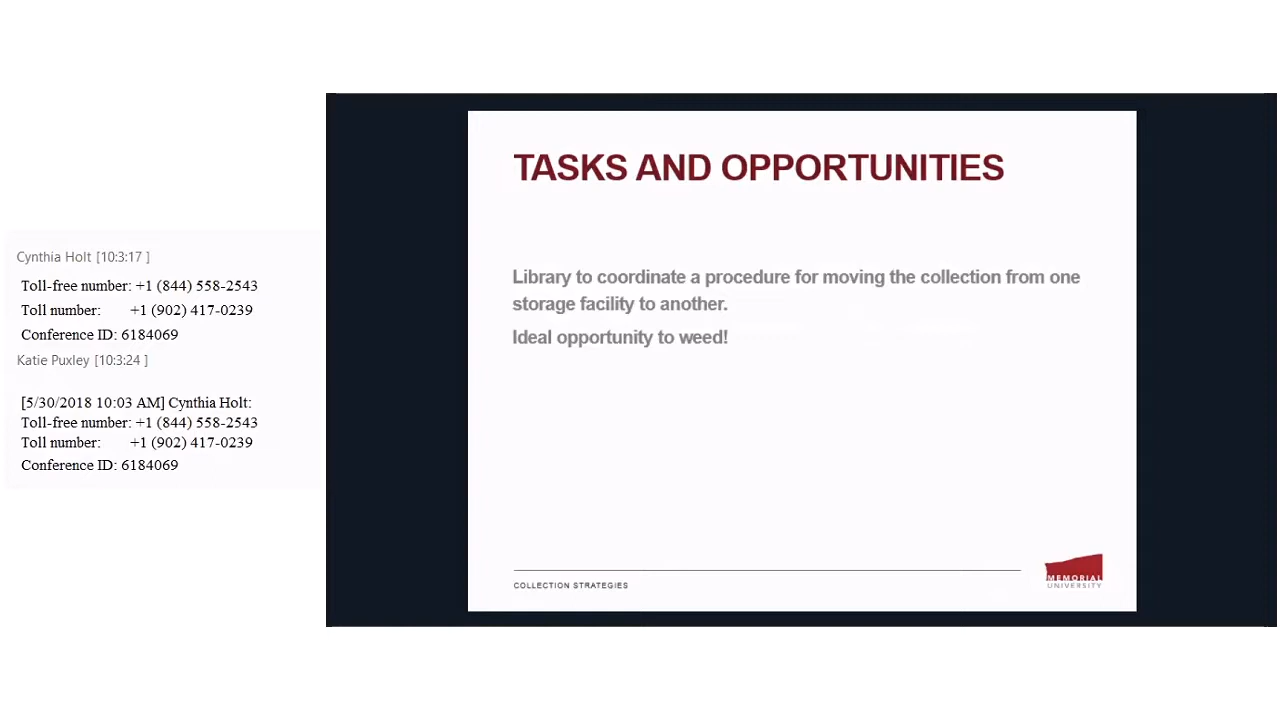 Cynthia Holt [10:3:17 ]
Toll-free number: +1 (844) 558-2543
Toll number: +1 (902) 417-0239
Conference ID: 6184069
Katie Puxley [10:3:24 ]
[5/30/2018 10:03 AM] Cynthia Holt:
Toll-free number: +1 (844) 558-2543
Toll number: +1 (902) 417-0239
Conference ID: 6184069
TASKS AND OPPORTUNITIES
Library to coordinate a procedure for moving the collection from one
storage facility to another.
Ideal opportunity to weed!
COLLECTION STRATEGIES
MEMORIAL
UNIVERSITY